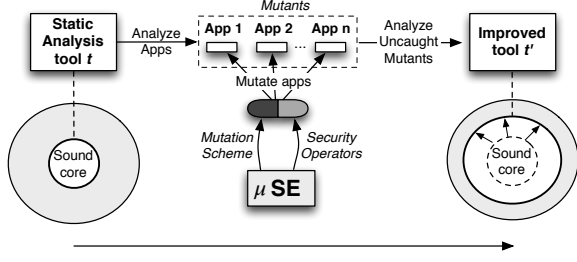 Mutants
Static
Analysis
tool t
Analyze
Apps
App 1 App 2 ... App n
Analyze
Uncaught
Mutants
Improved
tool t'
Mutate apps
Mutation
Scheme
Security
Operators
μ SE
Sound
core
Sound
core